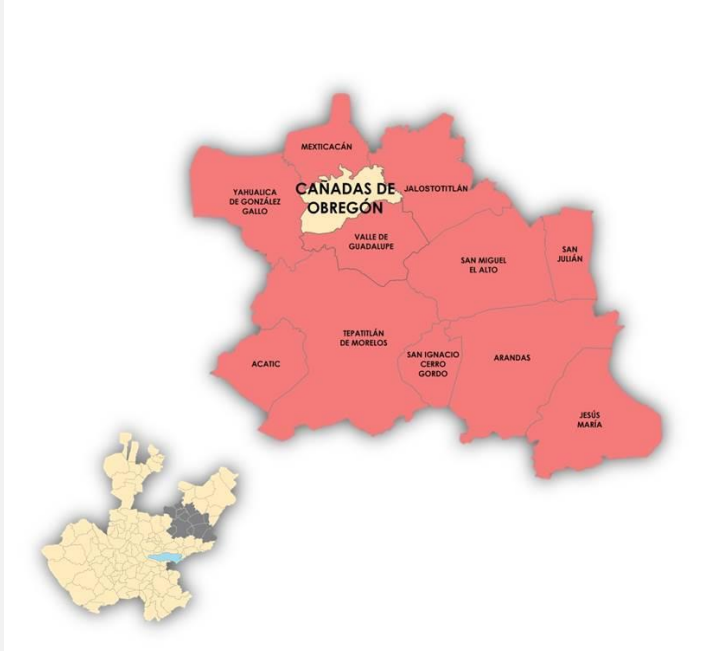 MEXTICACÁN
YAHUALICA
DE GONZÁLEZ
GALLO
CAÑADAS DE
OBREGÓN
JALOSTOTITLÁN
VALLE DE
GUADALUPE
SAN MIGUEL
EL ALTO
SAN
JULIÁN
TEPATITLÁN
DE MORELOS
ACATIC
SAN IGNACIO
CERRO
GORDO
ARANDAS
JESÚS
MARÍA